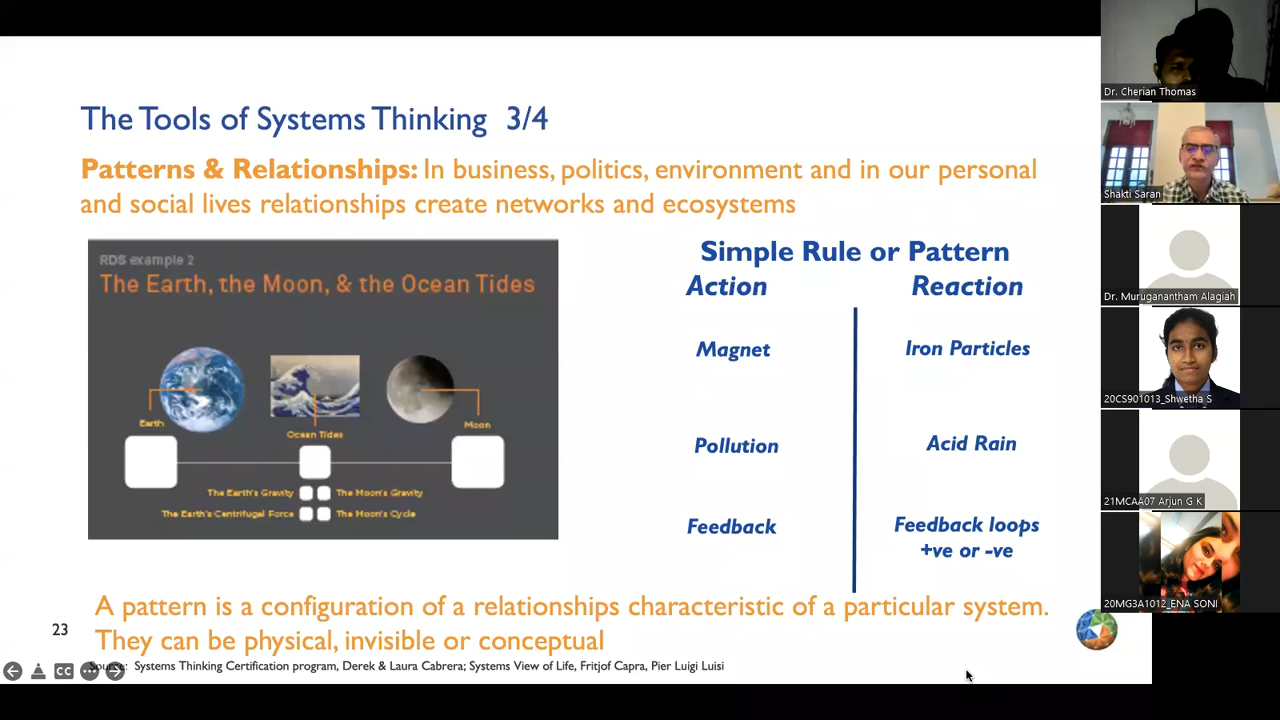 The Tools of Systems Thinking 3/4
Patterns & Relationships: In business, politics, environment and in our personal
and social lives relationships create networks and ecosystems
RDS example 2
The Earth, the Moon, & the Ocean Tides
Earth
Ocean Tides
Moon
The Earth's Gravity
The Moon's Gravity
The Earth's Centrifugal Force
The Moon's Cycle
Simple Rule or Pattern
Action Reaction
Magnet Iron Particles
Pollution Acid Rain
Feedback Feedback loops
+ve or -ve
A pattern is a configuration of a relationships characteristic of a particular system.
They can be physical, invisible or conceptual
23
Source: Systems Thinking Certification program, Derek & Laura Cabrera; Systems View of Life, Fritjof Capra, Pier Luigi Luisi
CC
Dr. Cherian Thomas
Shakti Saran
Dr. Muruganantham Alagiah
20CS901013_Shwetha S
21MCAA07 Arjun G K
20MG3A1012_ENA SONI